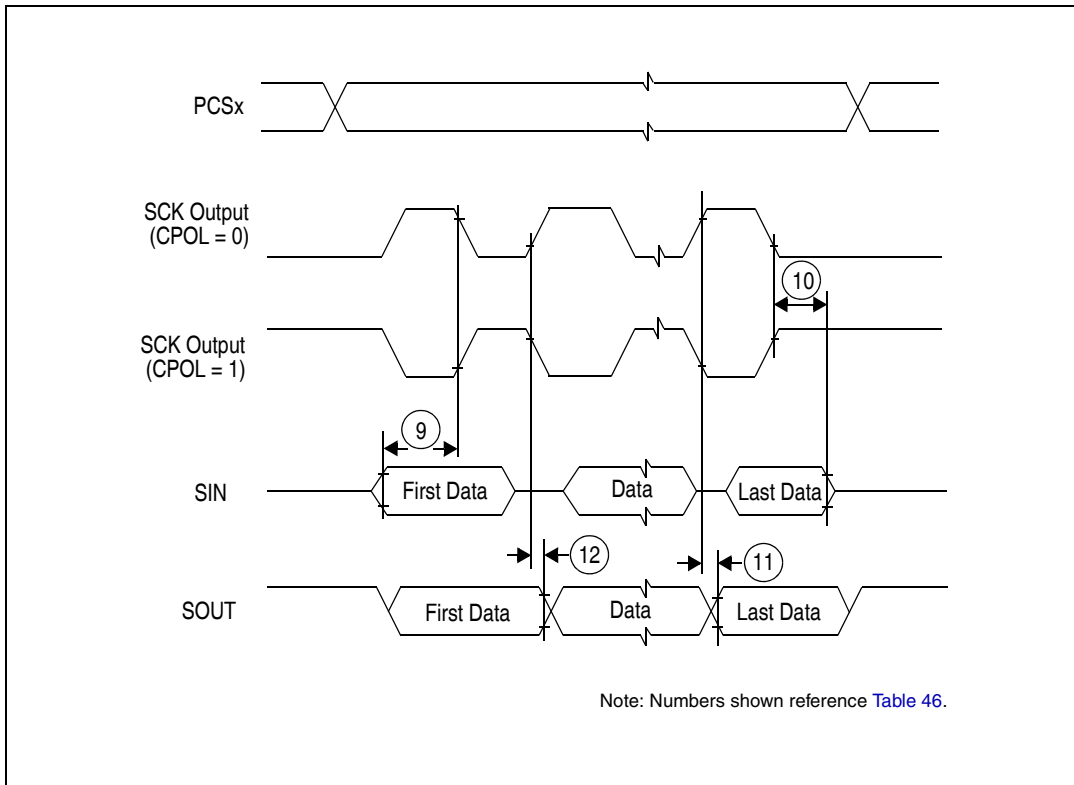 PCSx
SCK Output
(CPOL = 0)
10
SCK Output
(CPOL = 1)
9
SIN
First Data
Data
Last Data
12
11
SOUT
First Data
Data
Last Data
Note: Numbers shown reference Table 46.